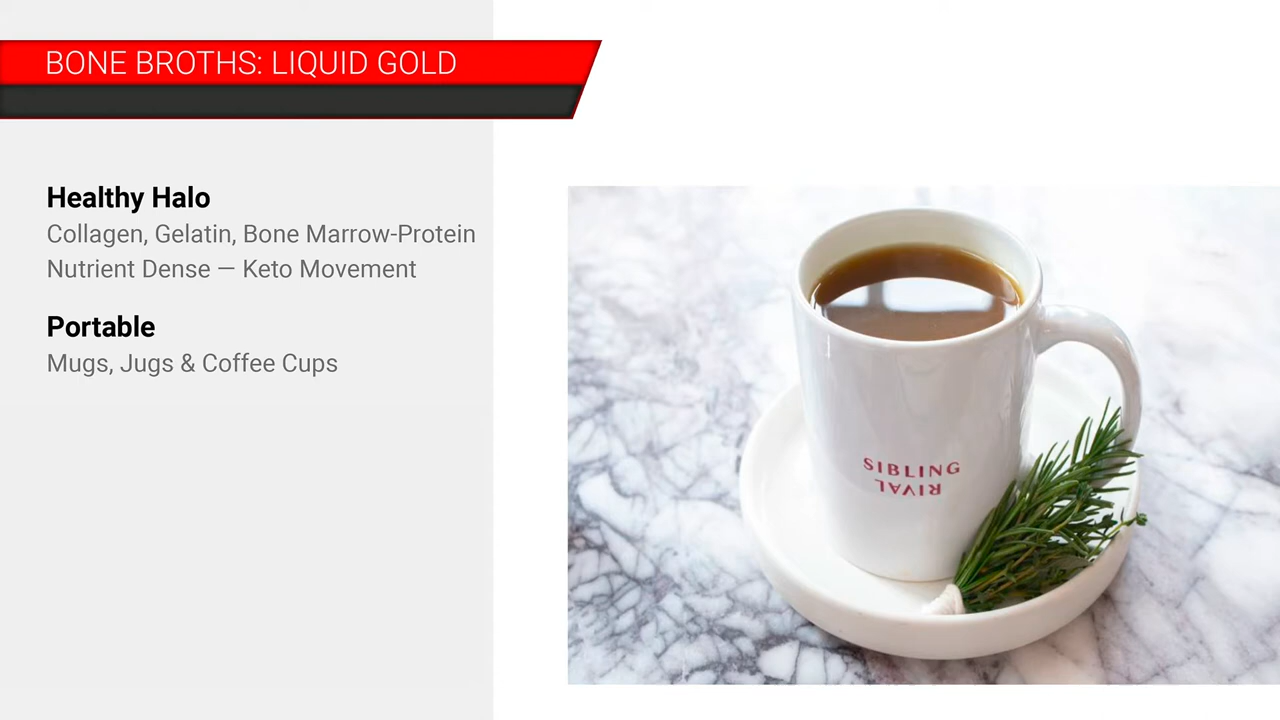 BONE BROTHS: LIQUID GOLD
Healthy Halo
Collagen, Gelatin, Bone Marrow-Protein
Nutrient Dense — Keto Movement
Portable
Mugs, Jugs & Coffee Cups
SIBLING
RIVAL